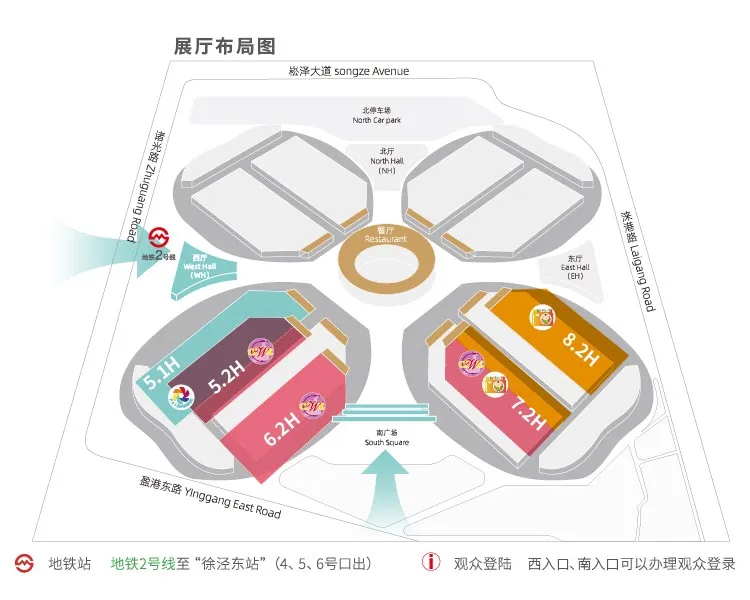 展厅布局图
崧泽大道 songze Avenue
北停车场
North Car park
北厅
North Hall
(NH)
诸光路 Zhuguang Road
涞港路 Laigang Road
地铁2号线
西厅
West Hall
(WH)
餐厅
Restaurant
东厅
East Hall
(EH)
5.1H
5.2H
6.2H
7.2H
8.2H
南广场
South Square
盈港东路 Yinggang East Road
地铁站 地铁2号线至“徐泾东站”（4、5、6号口出）
观众登陆 西入口、南入口可以办理观众登录